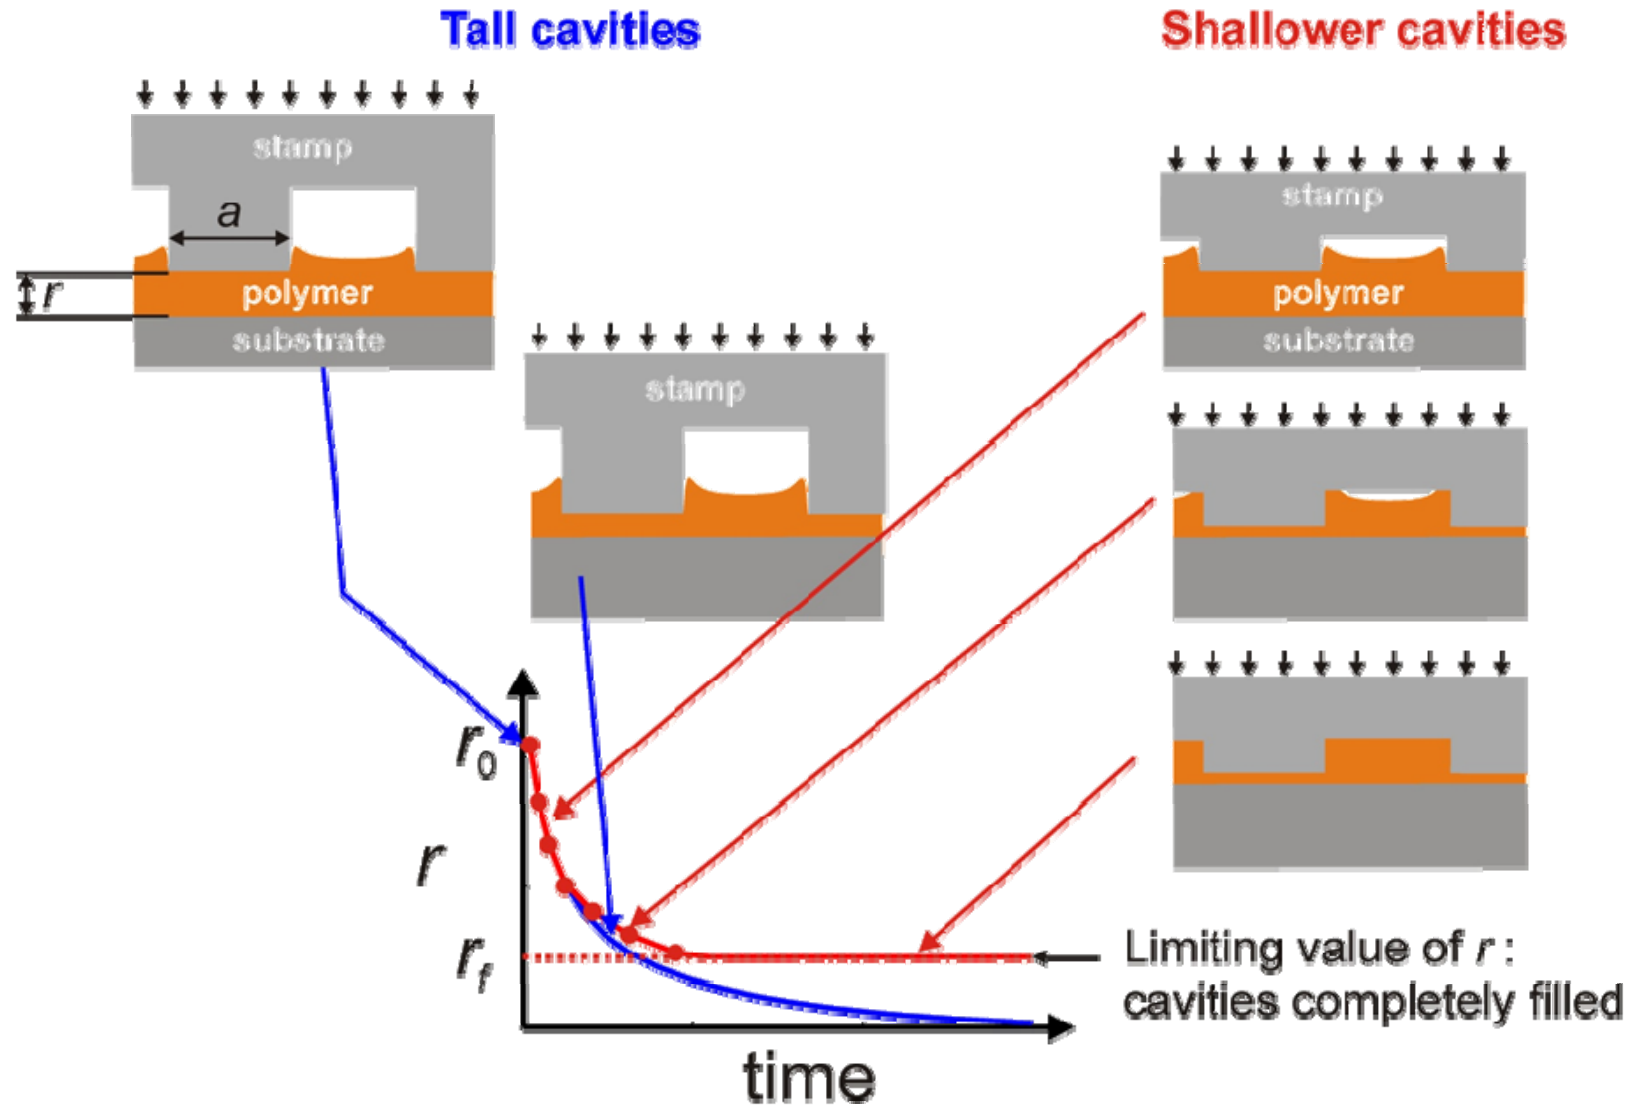 Tall cavities
Shallower cavities
stamp
a
r
polymer
substrate
stamp
stamp
polymer
substrate
r0
r
rf
time
Limiting value of r :
cavities completely filled